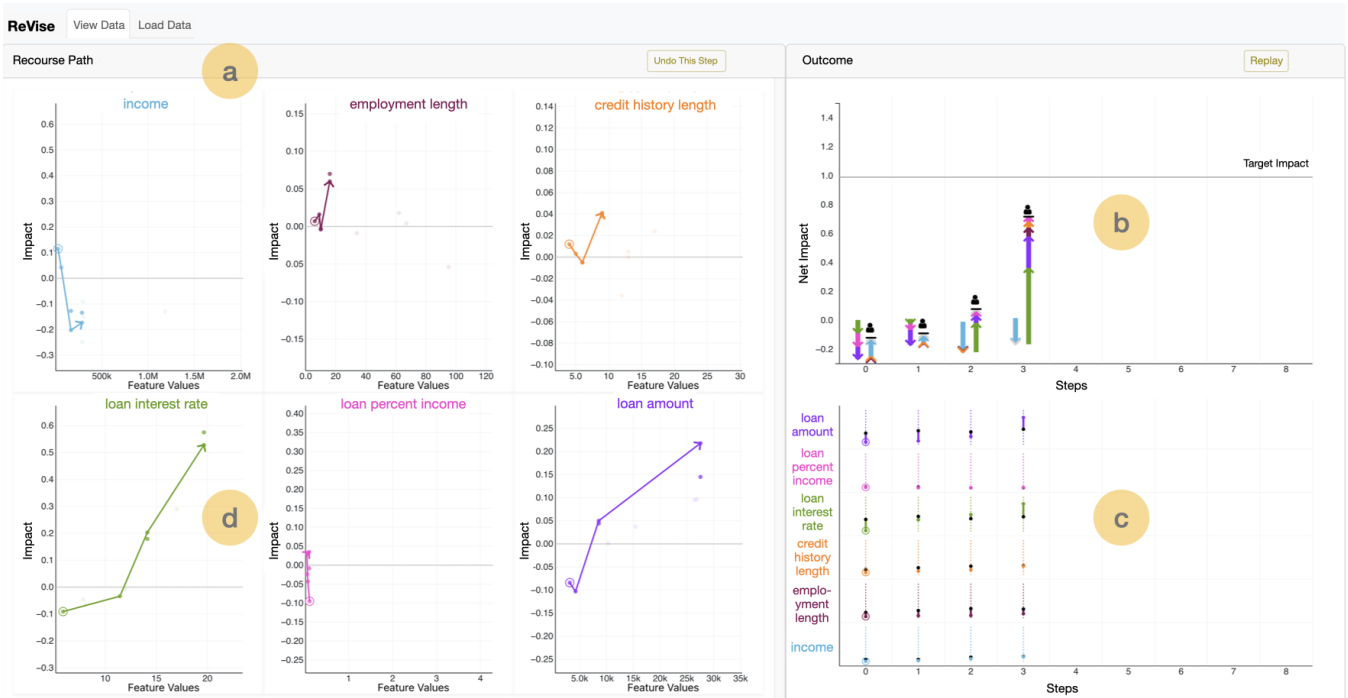 ReVise View Data Load Data
Recourse Path
Undo This Step
Outcome
Replay
a
income
employment length
credit history length
Impact
0.6
0.5
0.4
0.3
0.2
0.1
0.0
−0.1
−0.2
−0.3
500k 1.0M 1.5M 2.0M
Feature Values
Impact
0.15
0.10
0.05
0.00
0.05
−0.10
−0.15
0.0 20 40 60 80 100 120
Feature Values
Impact
0.14
0.12
0.10
0.08
0.06
0.04
0.02
0.00
−0.02
−0.04
−0.06
−0.08
−0.10
5.0 10 15 20 25 30
Feature Values
loan interest rate
loan percent income
loan amount
Impact
0.6
0.5
0.4
0.3
0.2
0.1
0.0
−0.1
−0.2
−0.3
10 15 20
Feature Values
d
Impact
0.40
0.35
0.30
0.25
0.20
0.15
0.10
0.05
0.00
−0.05
−0.10
−0.15
−0.20
−0.25
1 2 3 4
Feature Values
Impact
0.25
0.20
0.15
0.10
0.05
0.00
−0.05
−0.10
−0.15
−0.20
−0.25
5.0k 10k 15k 20k 25k 30k 35k
Feature Values
Net Impact
1.4
1.2
1.0
0.8
0.6
0.4
0.2
0.0
−0.2
Target Impact
b
0 1 2 3 4 5 6 7 8
Steps
loan
amount
loan
percent
income
loan
interest
rate
credit
history
length
emplo-
yment
length
income
c
0 1 2 3 4 5 6 7 8
Steps